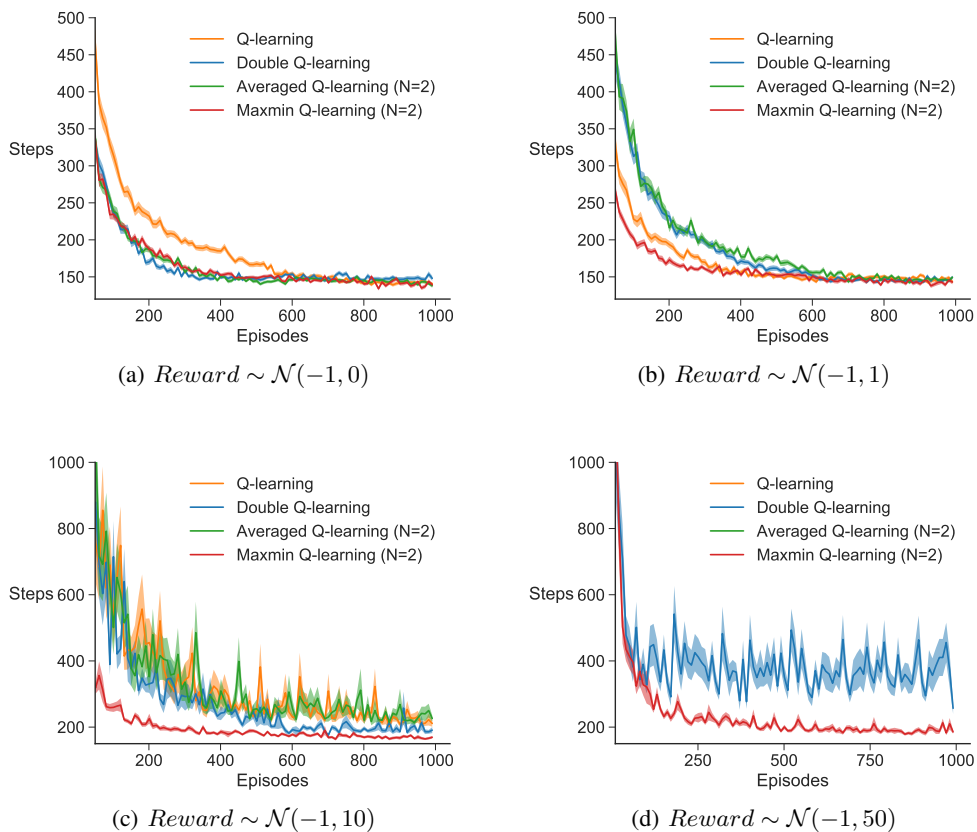 500
450
400
350
300
250
200
150
Steps
Q-learning
Double Q-learning
Averaged Q-learning (N=2)
Maxmin Q-learning (N=2)
200 400 600 800 1000
Episodes
(a) Reward ∼ N(−1, 0)
500
450
400
350
300
250
200
150
Steps
Q-learning
Double Q-learning
Averaged Q-learning (N=2)
Maxmin Q-learning (N=2)
200 400 600 800 1000
Episodes
(b) Reward ∼ N(−1, 1)
1000
800
600
400
200
Steps
Q-learning
Double Q-learning
Averaged Q-learning (N=2)
Maxmin Q-learning (N=2)
200 400 600 800 1000
Episodes
(c) Reward ∼ N(−1, 10)
1000
800
600
400
200
Steps
Q-learning
Double Q-learning
Averaged Q-learning (N=2)
Maxmin Q-learning (N=2)
250 500 750 1000
Episodes
(d) Reward ∼ N(−1, 50)